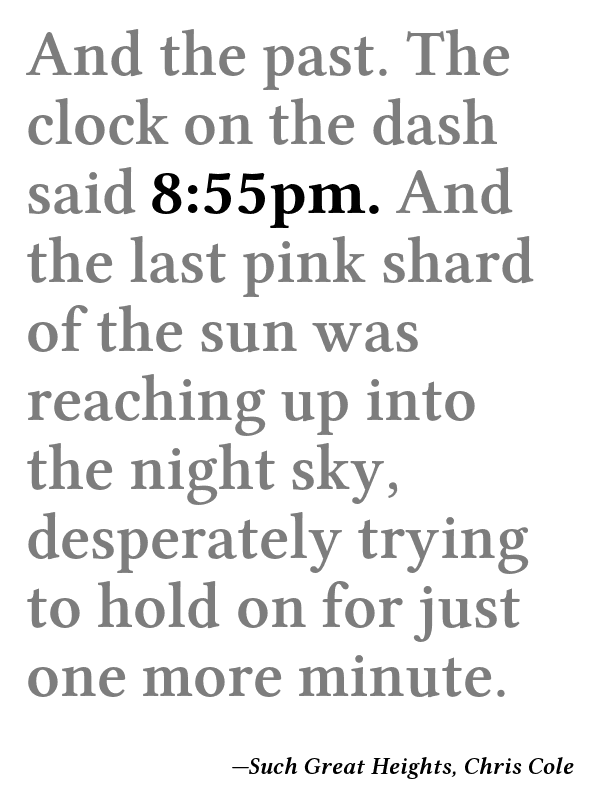 And the past. The
clock on the dash
said 8:55pm. And
the last pink shard
of the sun was
reaching up into
the night sky,
desperately trying
to hold on for just
one more minute.
—Such Great Heights, Chris Cole